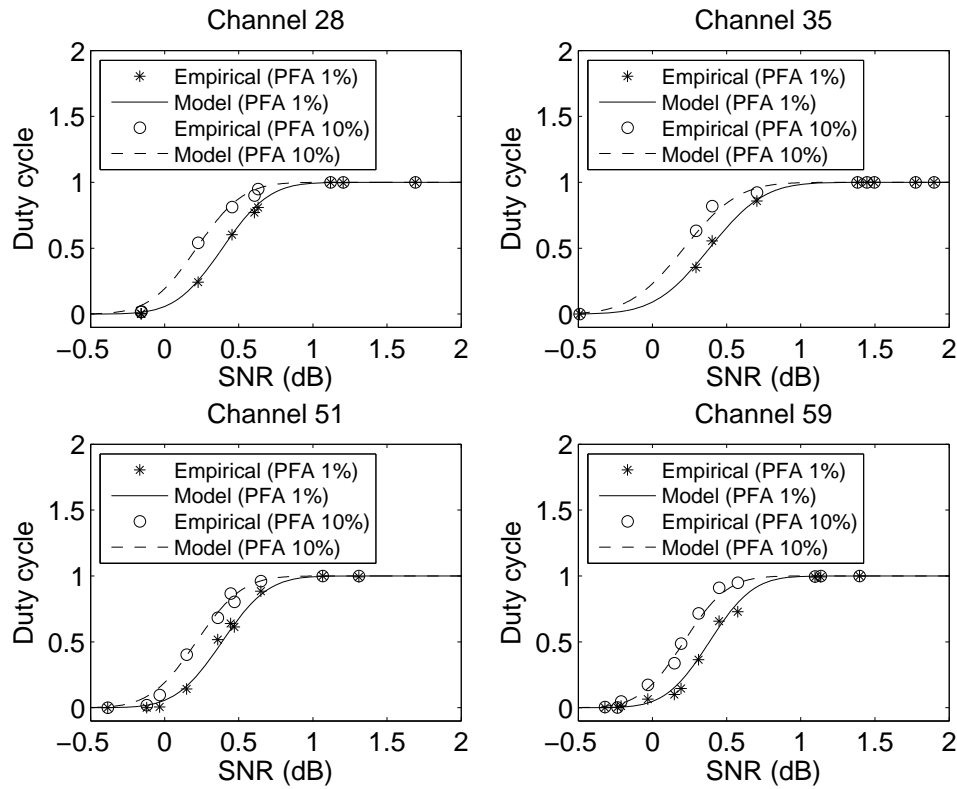 Channel 28
2
1.5
1
0.5
0
Duty cycle
Empirical (PFA 1%)
Model (PFA 1%)
Empirical (PFA 10%)
Model (PFA 10%)
−0.5 0 0.5 1 1.5 2
SNR (dB)
Channel 35
2
1.5
1
0.5
0
Duty cycle
Empirical (PFA 1%)
Model (PFA 1%)
Empirical (PFA 10%)
Model (PFA 10%)
−0.5 0 0.5 1 1.5 2
SNR (dB)
Channel 51
2
1.5
1
0.5
0
Duty cycle
Empirical (PFA 1%)
Model (PFA 1%)
Empirical (PFA 10%)
Model (PFA 10%)
−0.5 0 0.5 1 1.5 2
SNR (dB)
Channel 59
2
1.5
1
0.5
0
Duty cycle
Empirical (PFA 1%)
Model (PFA 1%)
Empirical (PFA 10%)
Model (PFA 10%)
−0.5 0 0.5 1 1.5 2
SNR (dB)